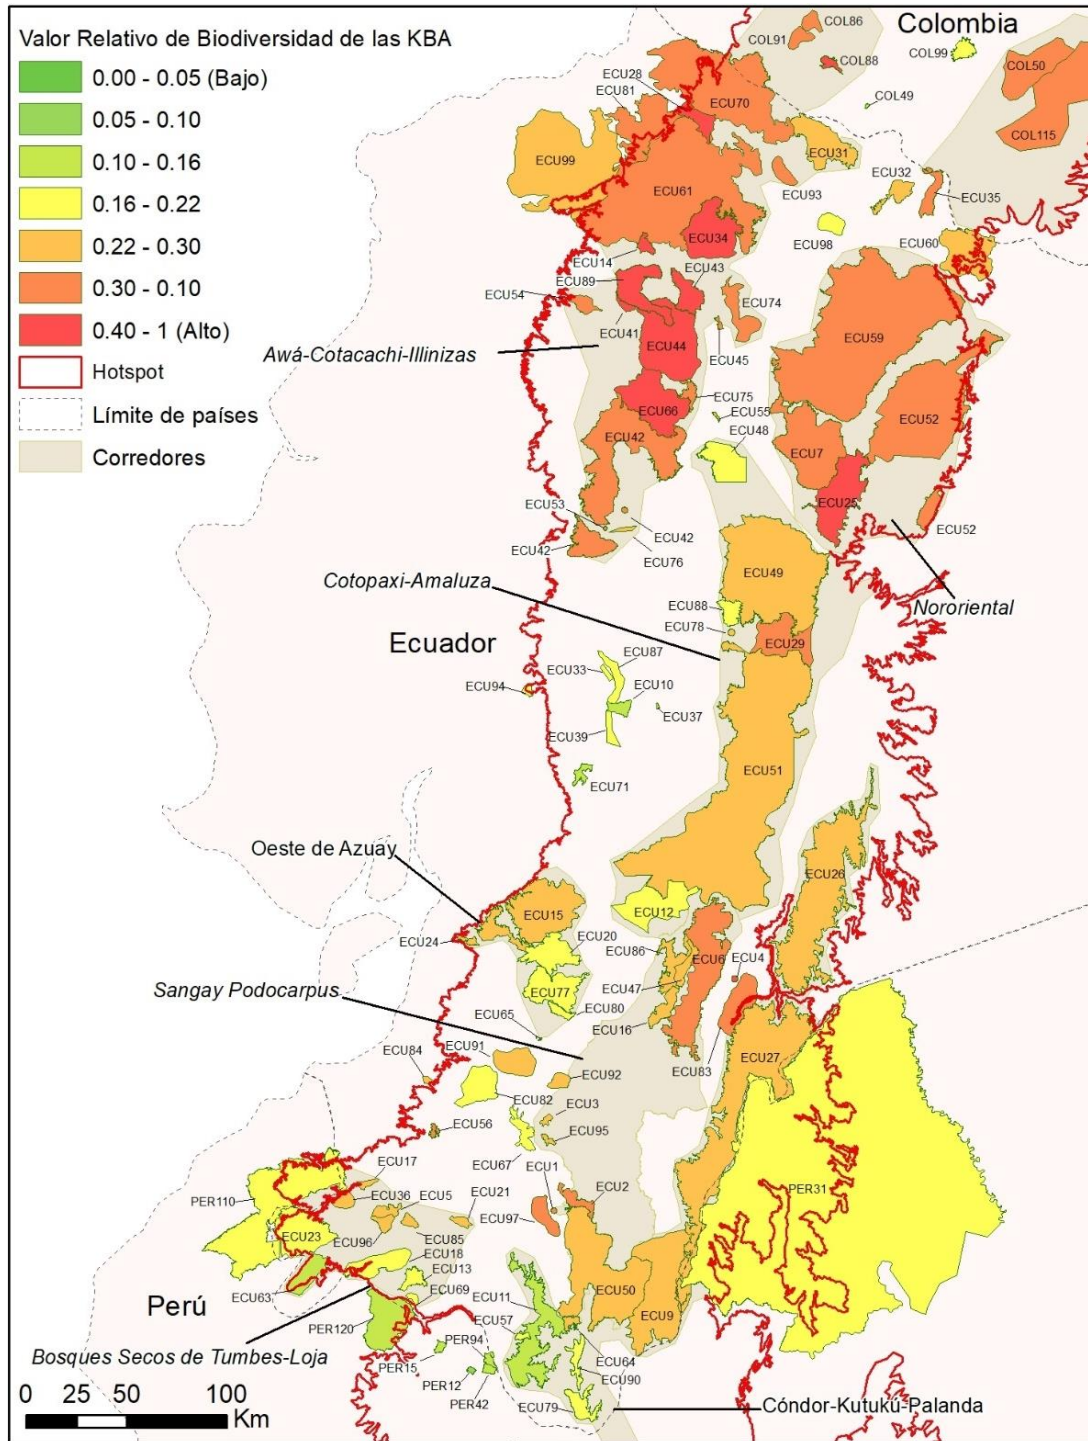 Valor Relativo de Biodiversidad de las KBA
0.00 - 0.05 (Bajo)
0.05 - 0.10
0.10 - 0.16
0.16 - 0.22
0.22 - 0.30
0.30 - 0.10
0.40 - 1 (Alto)
Hotspot
Límite de países
Corredores
Colombia
COL86
COL91
COL88
COL99
COL50
COL49
COL115
ECU28
ECU81
ECU70
ECU99
ECU31
ECU32
ECU35
ECU61
ECU93
ECU98
ECU60
ECU34
ECU14
ECU43
ECU89
ECU54
ECU74
ECU41
ECU44
ECU45
ECU59
Awá-Cotacachi-Illinizas
ECU75
ECU66
ECU55
ECU52
ECU42
ECU48
ECU7
ECU25
ECU53
ECU42
ECU52
ECU42
ECU76
ECU49
Cotopaxi-Amaluza
Nororiental
ECU88
ECU78
ECU29
Ecuador
ECU87
ECU33
ECU94
ECU10
ECU37
ECU39
ECU51
ECU71
Oeste de Azuay
ECU26
ECU15
ECU12
ECU20
ECU24
ECU86
ECU6
ECU4
Sangay Podocarpus
ECU77
ECU47
ECU80
ECU16
ECU65
ECU91
ECU27
ECU84
ECU92
ECU83
ECU82
ECU3
ECU56
ECU95
ECU67
ECU17
ECU1
PER110
ECU36
ECU5
ECU21
ECU2
PER31
ECU97
ECU23
ECU96
ECU85
ECU18
ECU13
ECU63
ECU69
ECU11
ECU50
ECU9
Perú
PER120
ECU57
PER94
Bosques Secos de Tumbes-Loja
PER15
ECU64
PER12
ECU90
PER42
ECU79
Cóndor-Kutukú-Palanda
0 25 50 100
Km